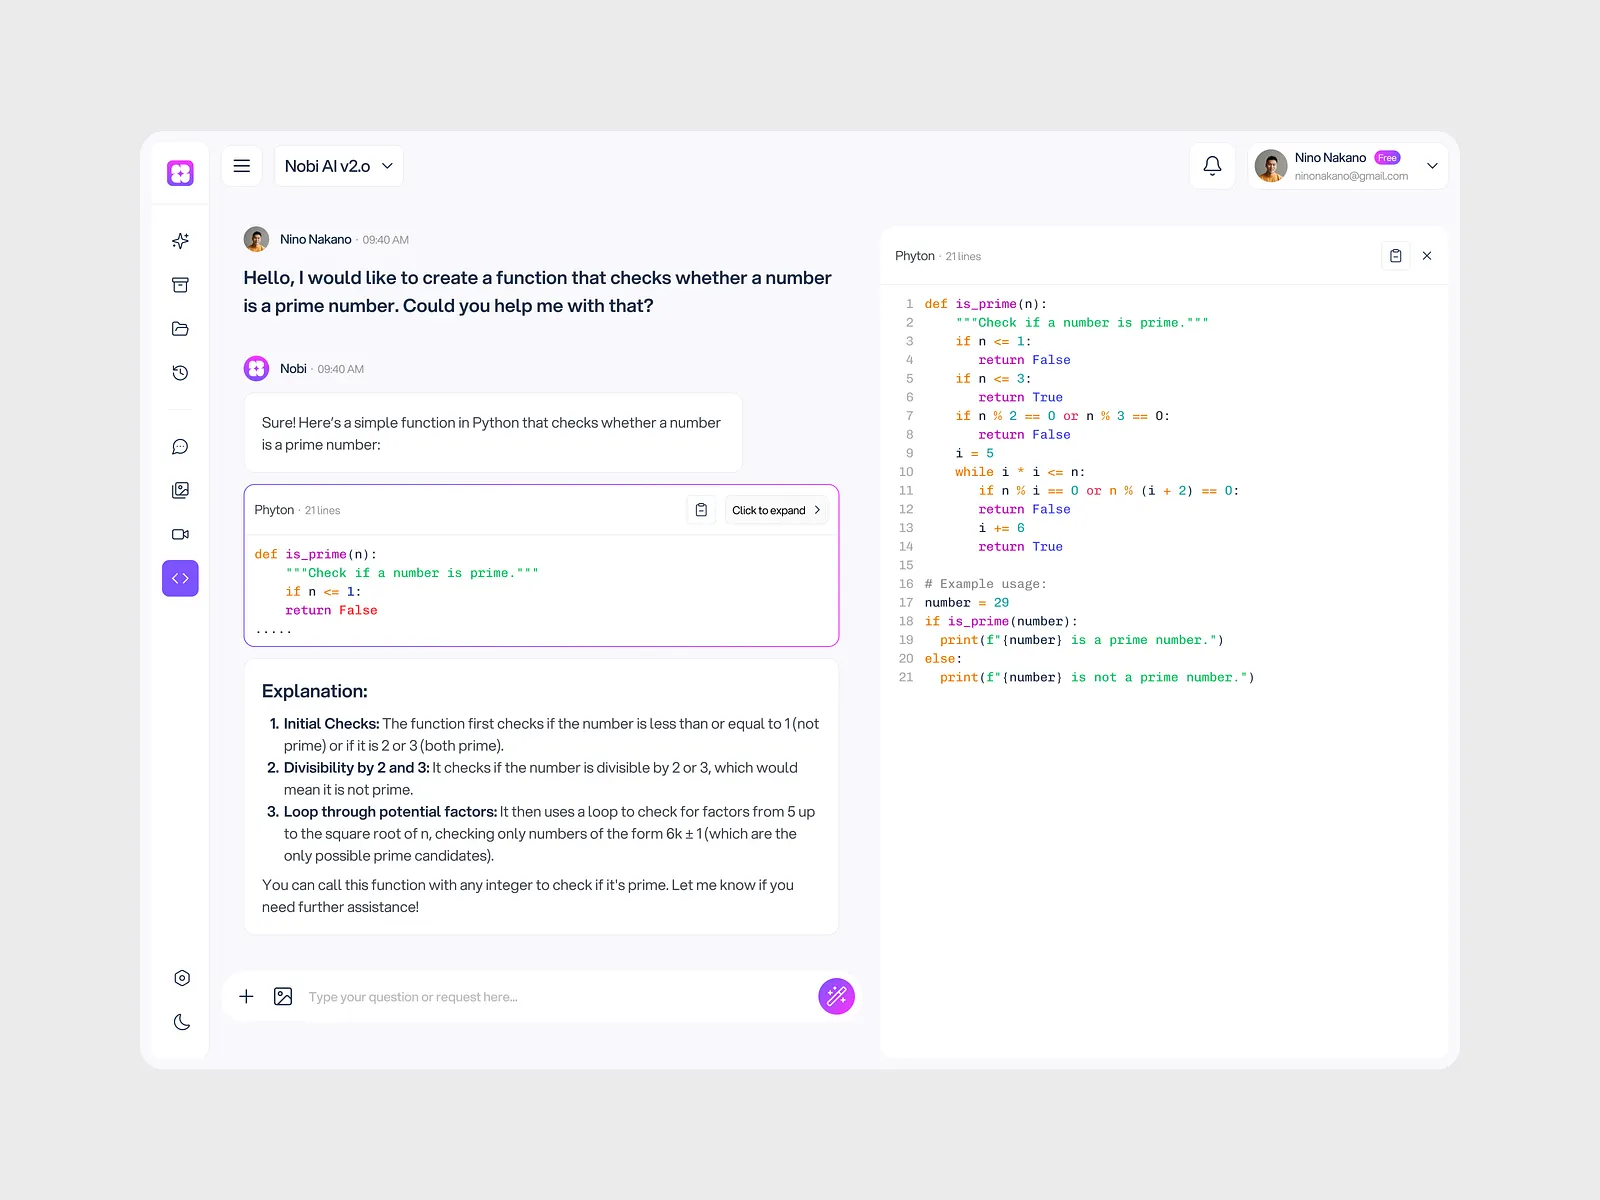 Nobi AI v2.o
Nino Nakano Free
ninonakano@gmail.com
Nino Nakano · 09:40 AM
Hello, I would like to create a function that checks whether a number
is a prime number. Could you help me with that?
Nobi · 09:40 AM
Sure! Here's a simple function in Python that checks whether a number
is a prime number:
Phyton · 21 lines
Click to expand
def is_prime(n):
    """Check if a number is prime."""
    if n <= 1:
    return False
.....
Explanation:
1. Initial Checks: The function first checks if the number is less than or equal to 1 (not
prime) or if it is 2 or 3 (both prime).
2. Divisibility by 2 and 3: It checks if the number is divisible by 2 or 3, which would
mean it is not prime.
3. Loop through potential factors: It then uses a loop to check for factors from 5 up
to the square root of n, checking only numbers of the form 6k ± 1 (which are the
only possible prime candidates).
You can call this function with any integer to check if it's prime. Let me know if you
need further assistance!
Type your question or request here...
Phyton · 21 lines
1 def is_prime(n):
2     """Check if a number is prime."""
3     if n <= 1:
4        return False
5     if n <= 3:
6        return True
7     if n % 2 == 0 or n % 3 == 0:
8        return False
9     i = 5
10     while i * i <= n:
11        if n % i == 0 or n % (i + 2) == 0:
12        return False
13        i += 6
14        return True
15
16 # Example usage:
17 number = 29
18 if is_prime(number):
19   print(f"{number} is a prime number.")
20 else:
21   print(f"{number} is not a prime number.")